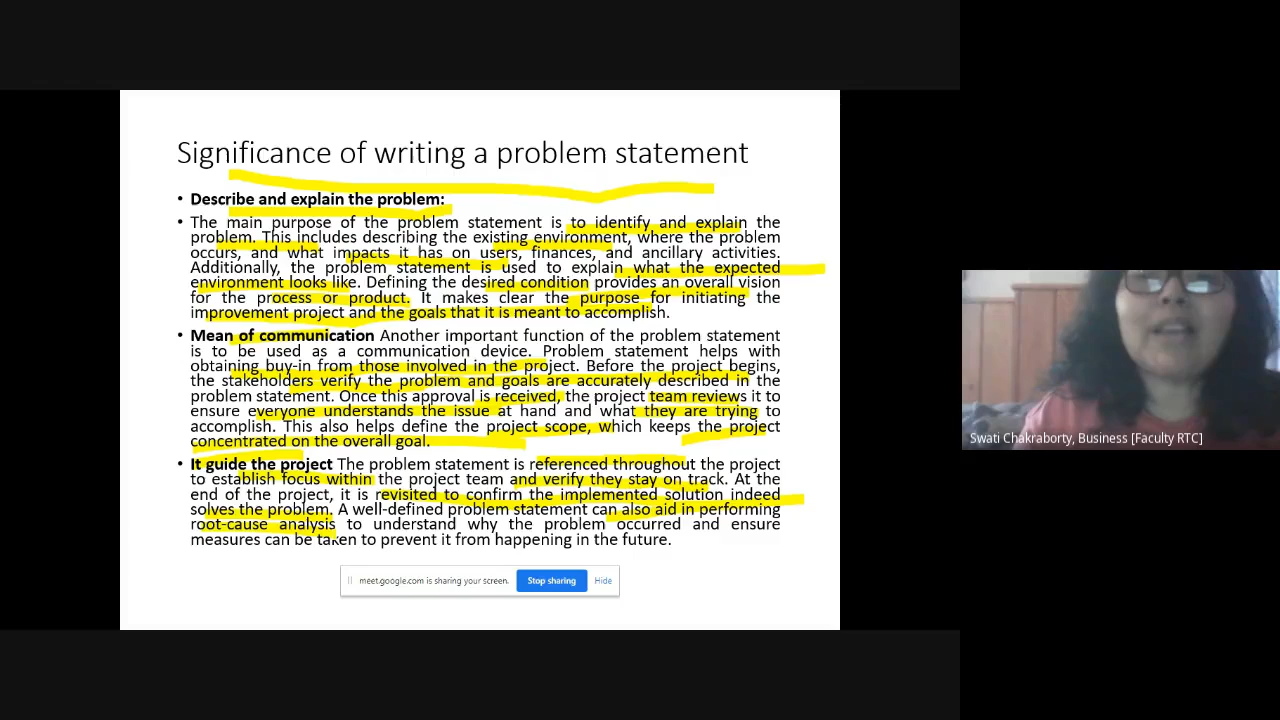 Significance of writing a problem statement
• Describe and explain the problem:
• The main purpose of the problem statement is to identify and explain the
problem. This includes describing the existing environment, where the problem
occurs, and what impacts it has on users, finances, and ancillary activities.
Additionally, the problem statement is used to explain what the expected
environment looks like. Defining the desired condition provides an overall vision
for the process or product. It makes clear the purpose for initiating the
improvement project and the goals that it is meant to accomplish.
• Mean of communication Another important function of the problem statement
is to be used as a communication device. Problem statement helps with
obtaining buy-in from those involved in the project. Before the project begins,
the stakeholders verify the problem and goals are accurately described in the
problem statement. Once this approval is received, the project team reviews it to
ensure everyone understands the issue at hand and what they are trying to
accomplish. This also helps define the project scope, which keeps the project
concentrated on the overall goal.
• It guide the project The problem statement is referenced throughout the project
to establish focus within the project team and verify they stay on track. At the
end of the project, it is revisited to confirm the implemented solution indeed
solves the problem. A well-defined problem statement can also aid in performing
root-cause analysis to understand why the problem occurred and ensure
measures can be taken to prevent it from happening in the future.
meet.google.com is sharing your screen. Stop sharing Hide
Swati Chakraborty, Business [Faculty RTC]